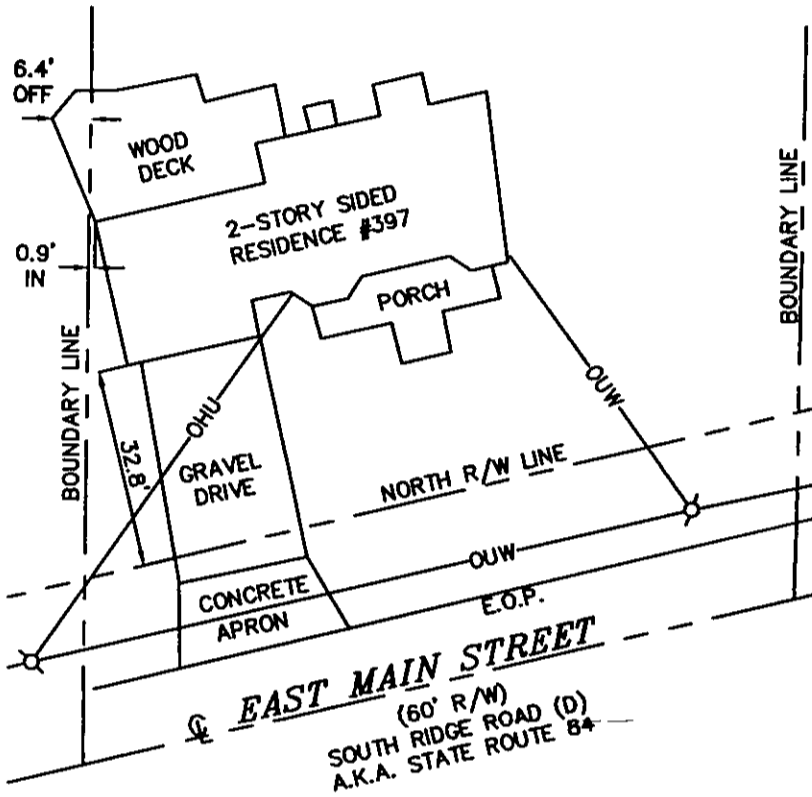 6.4'
OFF
WOOD
DECK
BOUNDARY LINE
2-STORY SIDED
RESIDENCE #397
0.9'
IN
PORCH
BOUNDARY LINE
OHU
OUW
32.8'
GRAVEL
DRIVE
NORTH R/W LINE
OUW
CONCRETE
APRON
E.O.P.
℄ EAST MAIN STREET
(60' R/W)
SOUTH RIDGE ROAD (D)
A.K.A. STATE ROUTE 84